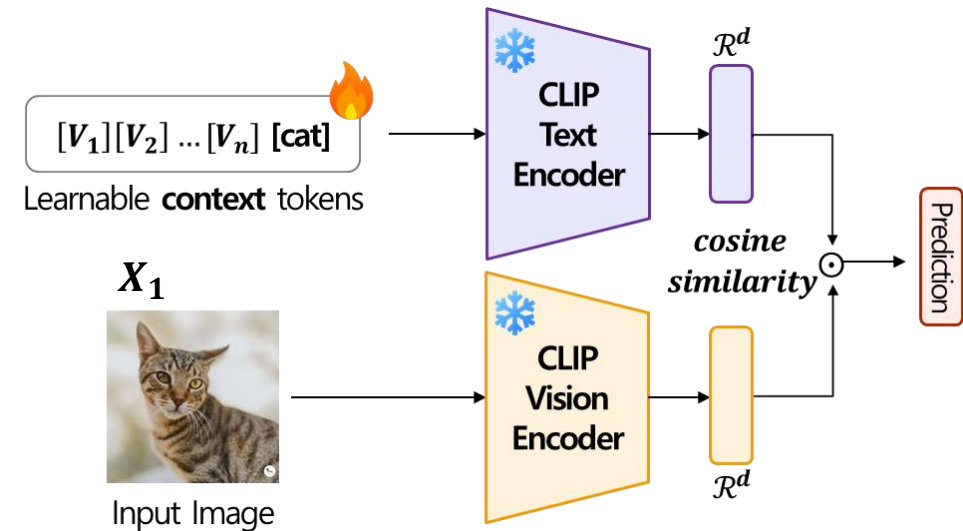 [V₁][V₂] ... [Vₙ] [cat]
Learnable context tokens
CLIP
Text
Encoder
ℛᵈ
cosine
similarity
Prediction
X₁
CLIP
Vision
Encoder
ℛᵈ
Input Image